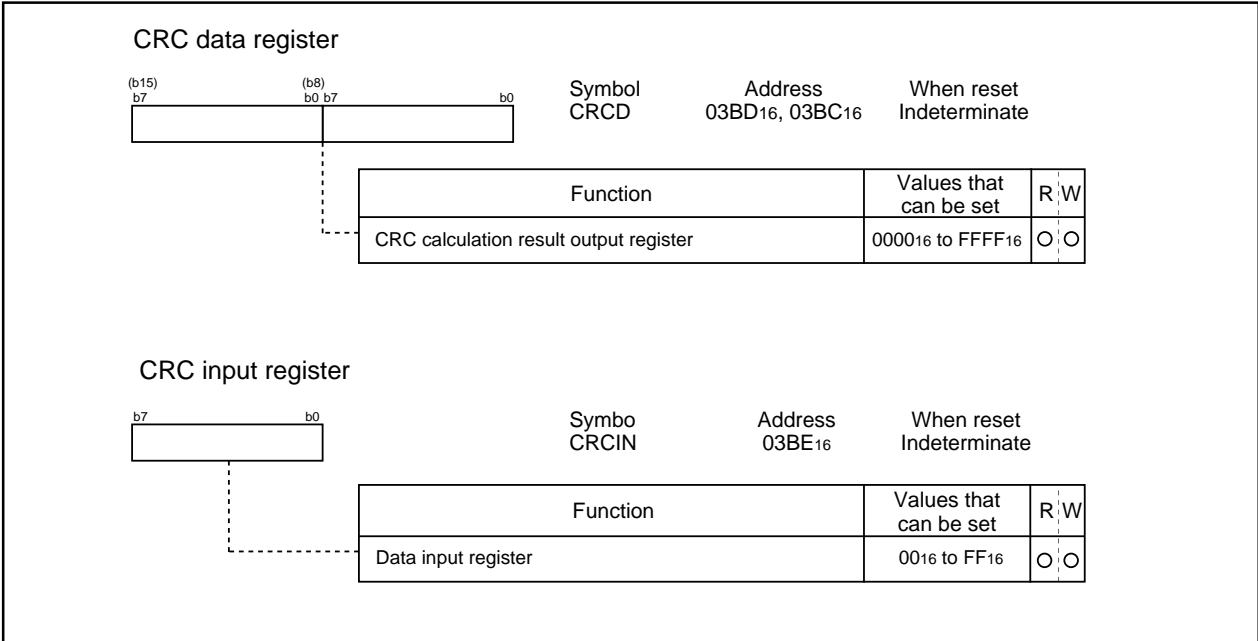 CRC data register
(b15) (b8)
b7 b0 b7 b0
Symbol Address When reset
CRCD 03BD16, 03BC16 Indeterminate
Function Values that can be set R W
CRC calculation result output register 000016 to FFFF16 O O
CRC input register
b7 b0
Symbo Address When reset
CRCIN 03BE16 Indeterminate
Function Values that can be set R W
Data input register 0016 to FF16 O O